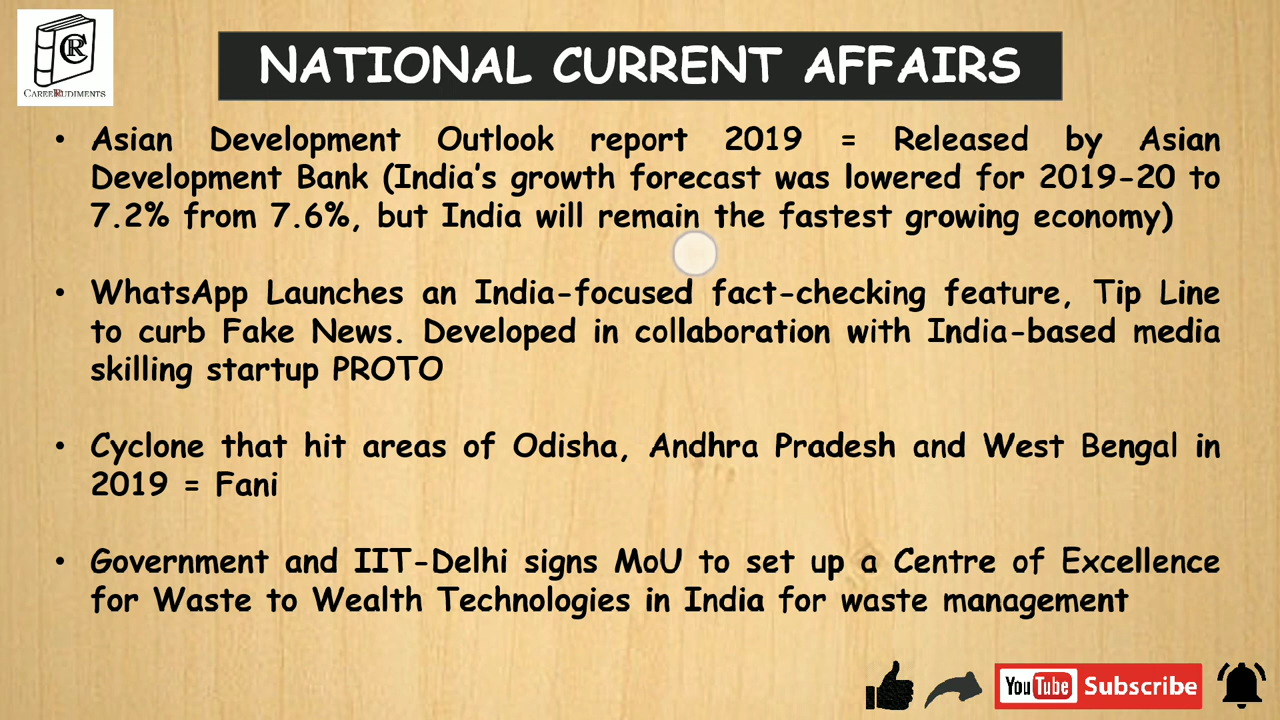 CR
CAREERUDIMENTS
NATIONAL CURRENT AFFAIRS
• Asian Development Outlook report 2019 = Released by Asian
Development Bank (India's growth forecast was lowered for 2019-20 to
7.2% from 7.6%, but India will remain the fastest growing economy)
• WhatsApp Launches an India-focused fact-checking feature, Tip Line
to curb Fake News. Developed in collaboration with India-based media
skilling startup PROTO
• Cyclone that hit areas of Odisha, Andhra Pradesh and West Bengal in
2019 = Fani
• Government and IIT-Delhi signs MoU to set up a Centre of Excellence
for Waste to Wealth Technologies in India for waste management
YouTube Subscribe